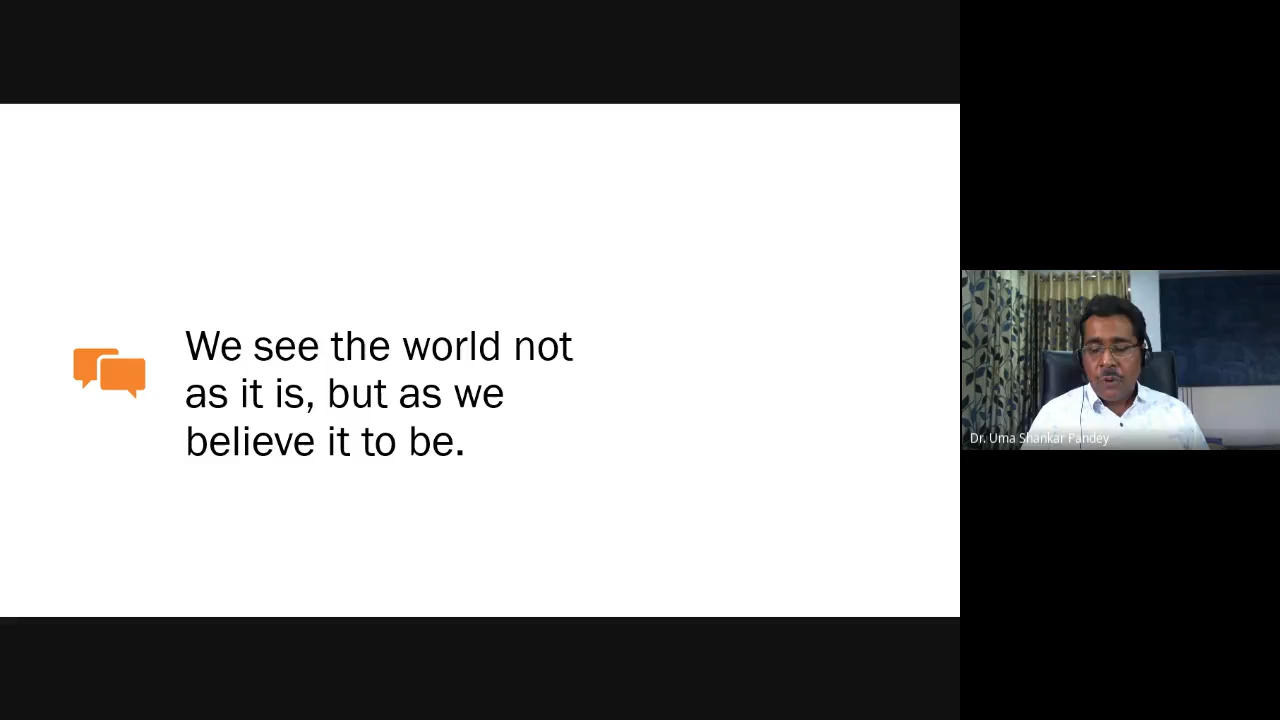 We see the world not
as it is, but as we
believe it to be.
Dr. Uma Shankar Pandey